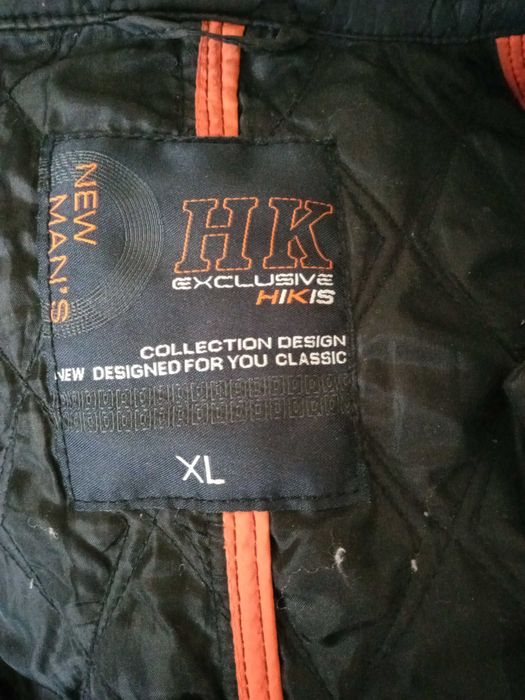 NEW
MAN'S
HK
EXCLUSIVE
HIKIS
COLLECTION DESIGN
NEW DESIGNED FOR YOU CLASSIC
XL